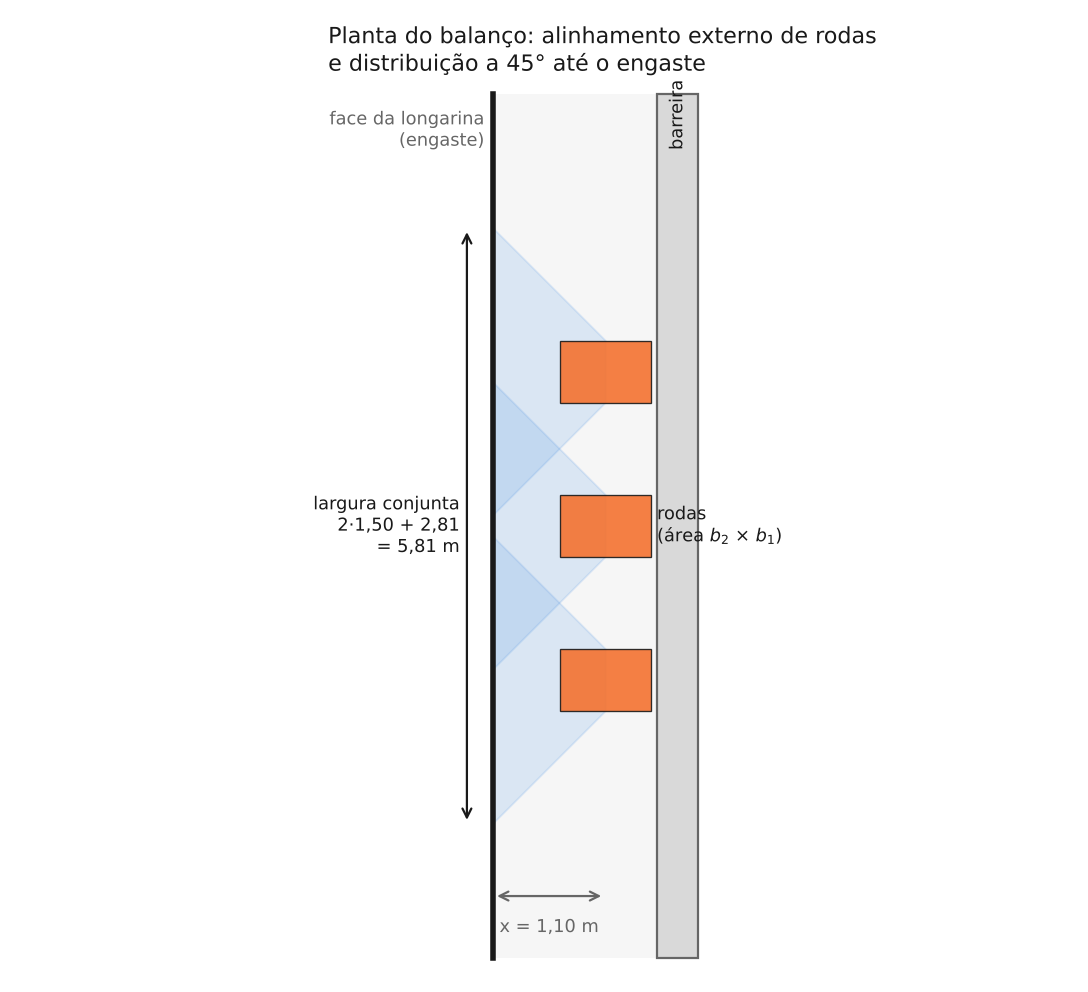 Planta do balanço: alinhamento externo de rodas
e distribuição a 45° até o engaste
barreira
face da longarina
(engaste)
largura conjunta
2·1,50 + 2,81
= 5,81 m
rodas
(área b₂ × b₁)
x = 1,10 m